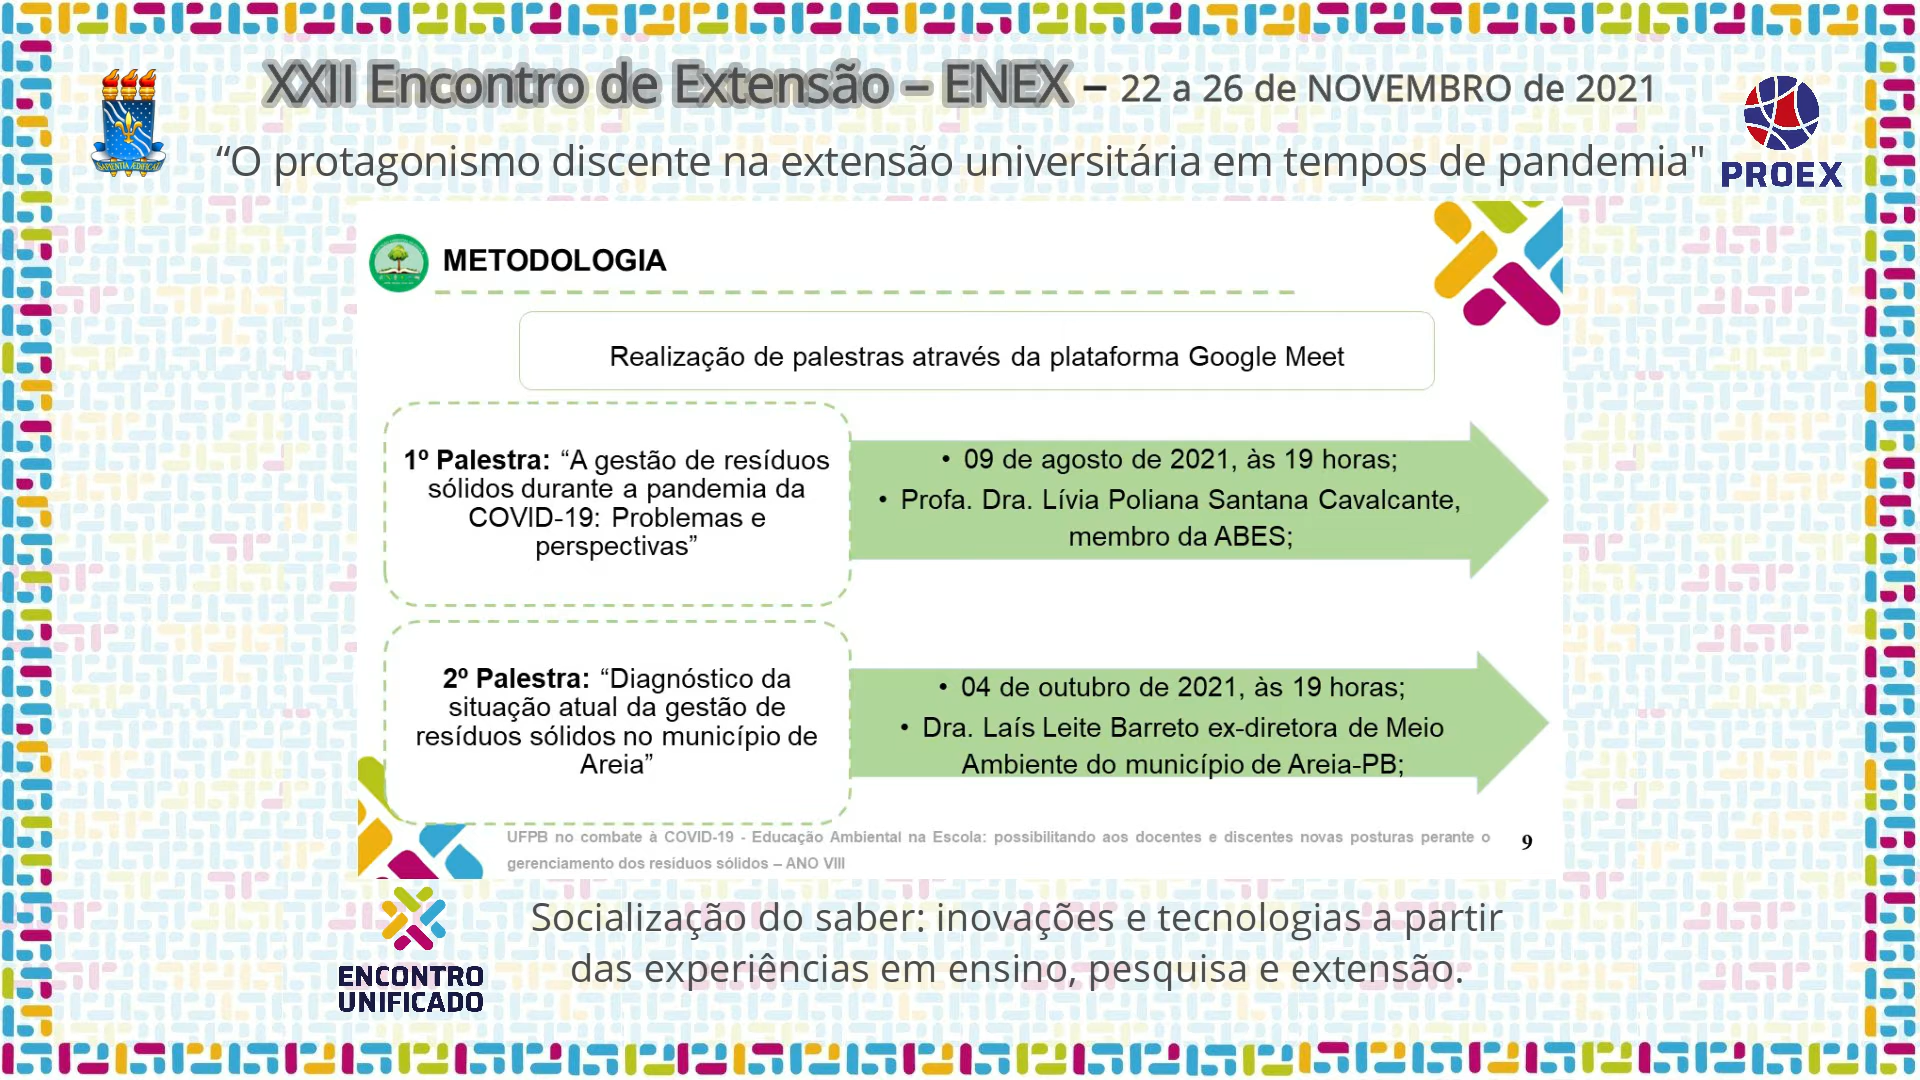 XXII Encontro de Extensão – ENEX – 22 a 26 de NOVEMBRO de 2021
“O protagonismo discente na extensão universitária em tempos de pandemia"
PROEX
METODOLOGIA
Realização de palestras através da plataforma Google Meet
1º Palestra: “A gestão de resíduos
sólidos durante a pandemia da
COVID-19: Problemas e
perspectivas”
• 09 de agosto de 2021, às 19 horas;
• Profa. Dra. Lívia Poliana Santana Cavalcante,
membro da ABES;
2º Palestra: “Diagnóstico da
situação atual da gestão de
resíduos sólidos no município de
Areia”
• 04 de outubro de 2021, às 19 horas;
• Dra. Laís Leite Barreto ex-diretora de Meio
Ambiente do município de Areia-PB;
UFPB no combate à COVID-19 - Educação Ambiental na Escola: possibilitando aos docentes e discentes novas posturas perante o
gerenciamento dos resíduos sólidos – ANO VIII
9
ENCONTRO
UNIFICADO
Socialização do saber: inovações e tecnologias a partir
das experiências em ensino, pesquisa e extensão.